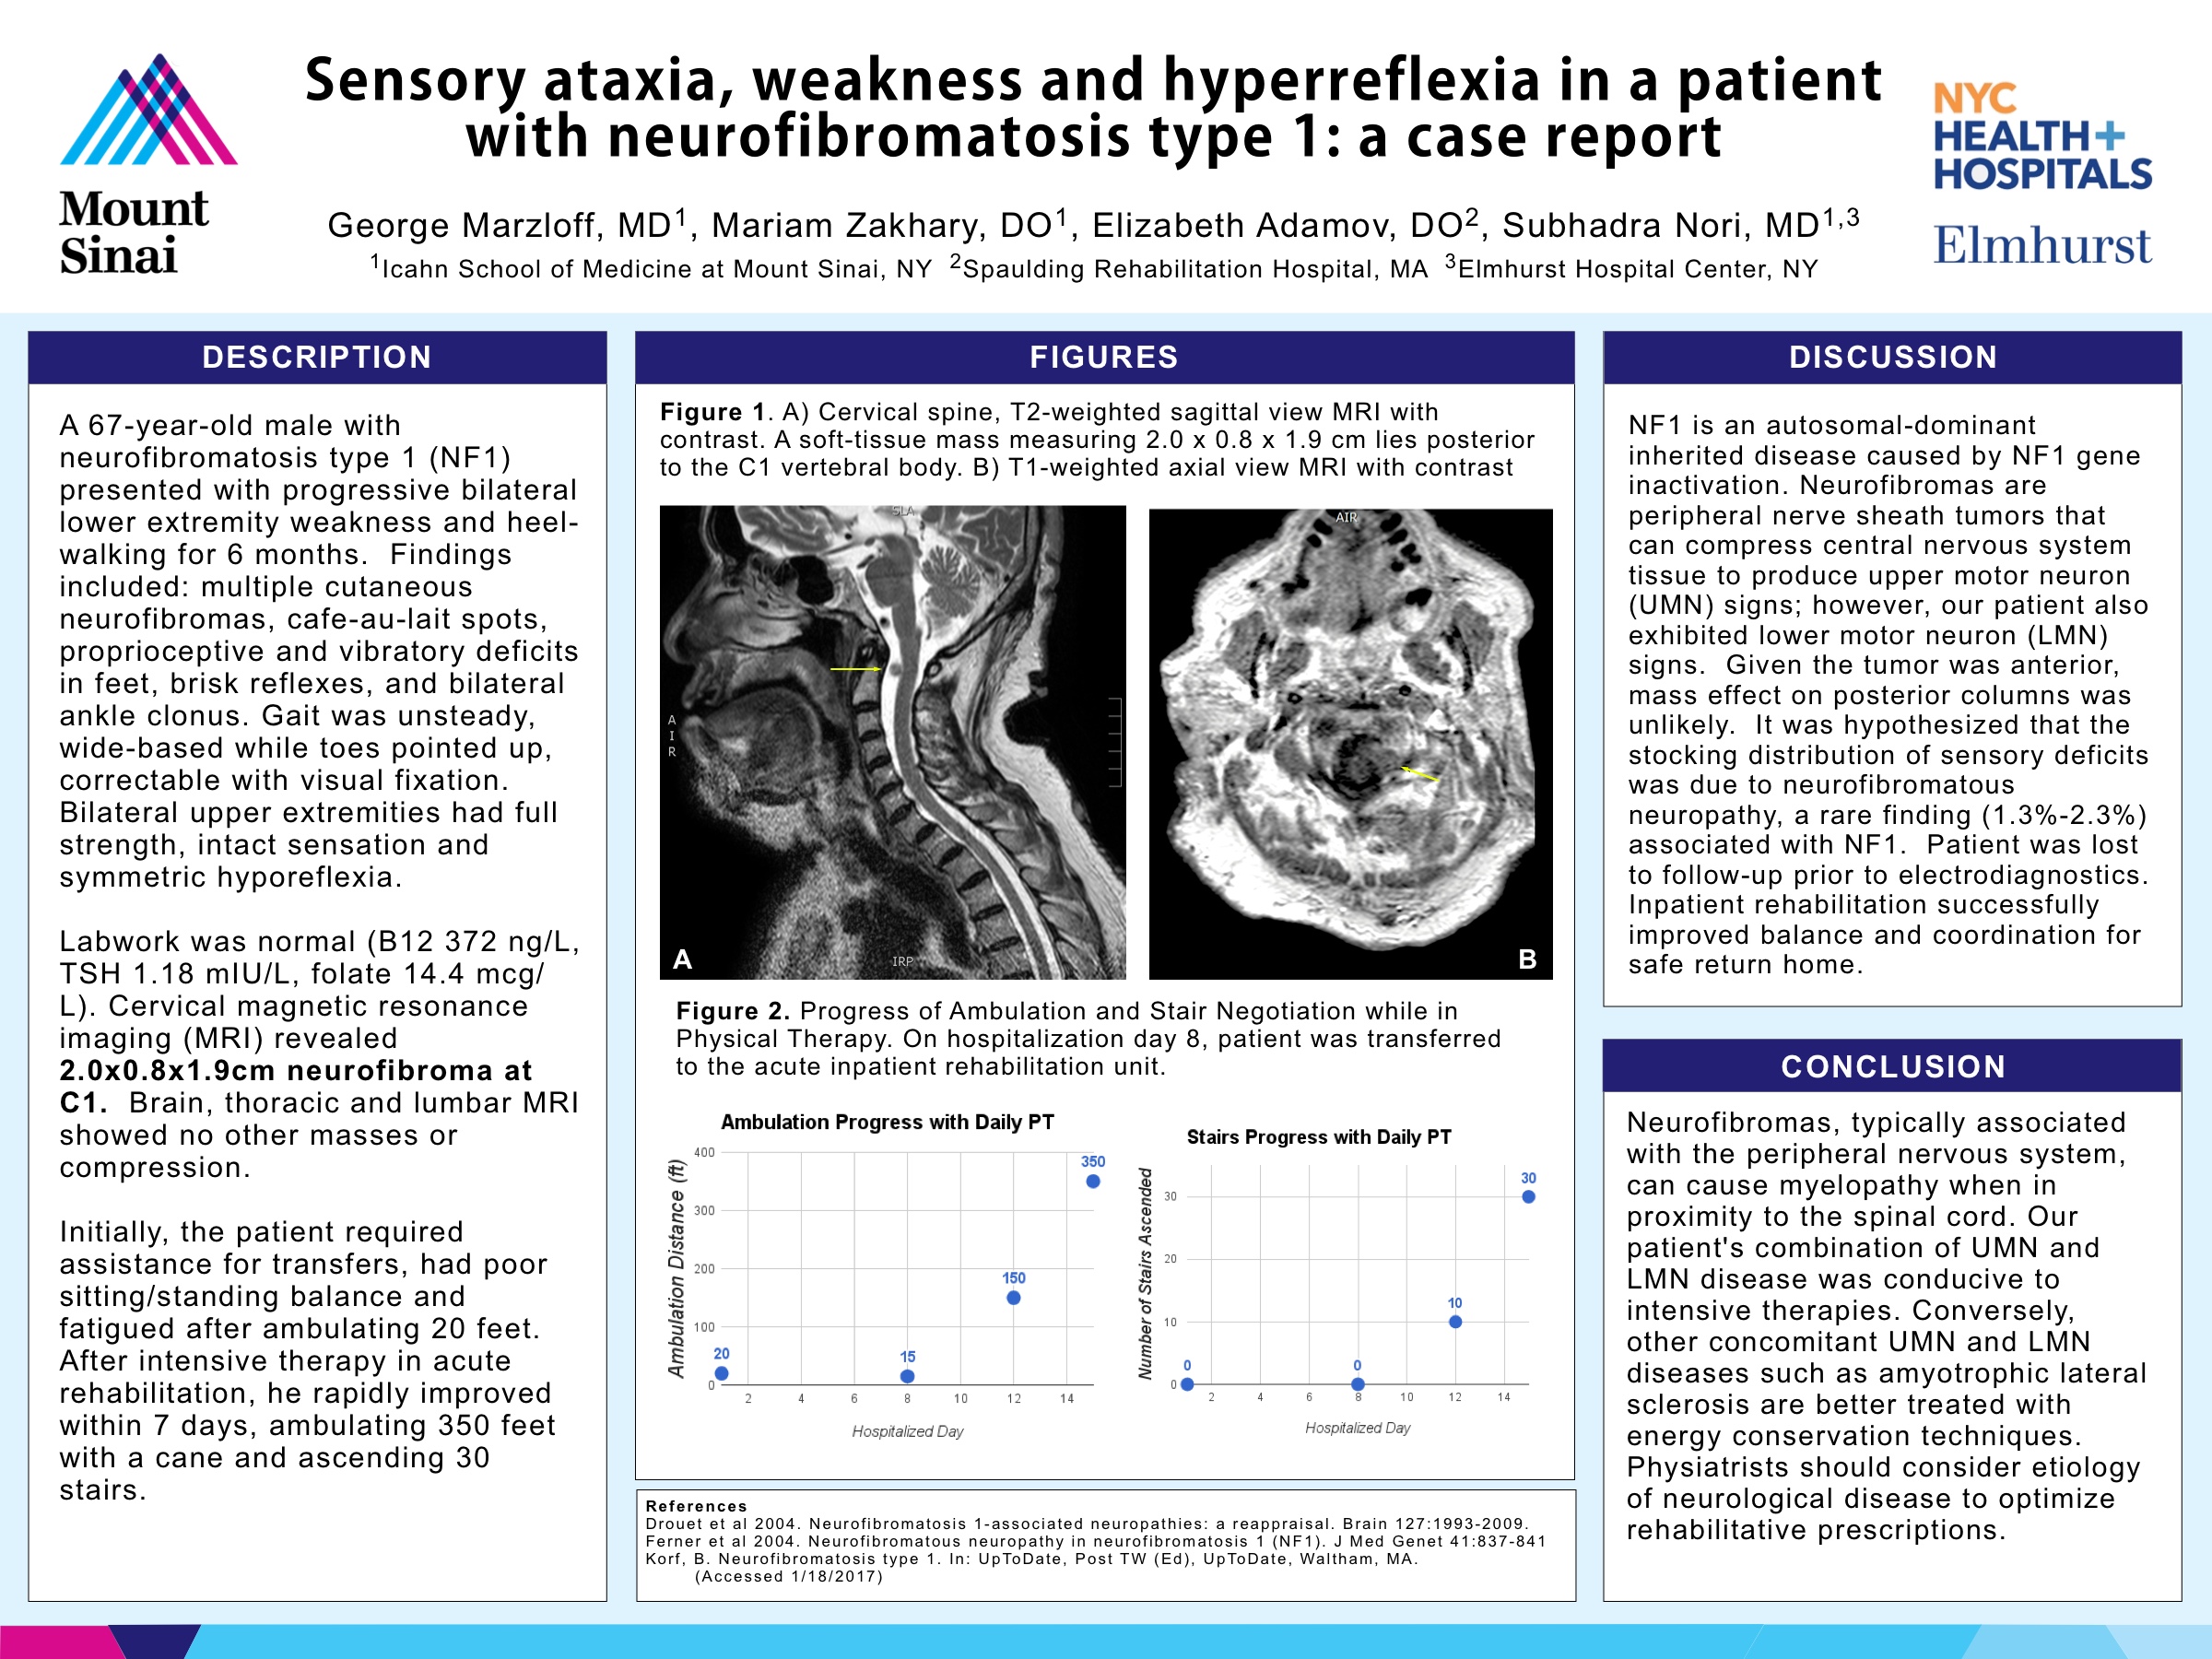 Mount
Sinai
Sensory ataxia, weakness and hyperreflexia in a patient
with neurofibromatosis type 1: a case report
George Marzloff, MD1, Mariam Zakhary, DO1, Elizabeth Adamov, DO2, Subhadra Nori, MD1,3
1Icahn School of Medicine at Mount Sinai, NY 2Spaulding Rehabilitation Hospital, MA 3Elmhurst Hospital Center, NY
NYC
HEALTH+
HOSPITALS
Elmhurst
DESCRIPTION
A 67-year-old male with
neurofibromatosis type 1 (NF1)
presented with progressive bilateral
lower extremity weakness and heel-
walking for 6 months. Findings
included: multiple cutaneous
neurofibromas, cafe-au-lait spots,
proprioceptive and vibratory deficits
in feet, brisk reflexes, and bilateral
ankle clonus. Gait was unsteady,
wide-based while toes pointed up,
correctable with visual fixation.
Bilateral upper extremities had full
strength, intact sensation and
symmetric hyporeflexia.
Labwork was normal (B12 372 ng/L,
TSH 1.18 mIU/L, folate 14.4 mcg/
L). Cervical magnetic resonance
imaging (MRI) revealed
2.0x0.8x1.9cm neurofibroma at
C1. Brain, thoracic and lumbar MRI
showed no other masses or
compression.
Initially, the patient required
assistance for transfers, had poor
sitting/standing balance and
fatigued after ambulating 20 feet.
After intensive therapy in acute
rehabilitation, he rapidly improved
within 7 days, ambulating 350 feet
with a cane and ascending 30
stairs.
FIGURES
Figure 1. A) Cervical spine, T2-weighted sagittal view MRI with
contrast. A soft-tissue mass measuring 2.0 x 0.8 x 1.9 cm lies posterior
to the C1 vertebral body. B) T1-weighted axial view MRI with contrast
SLA
A
I
R
IRP
A
AIR
B
Figure 2. Progress of Ambulation and Stair Negotiation while in
Physical Therapy. On hospitalization day 8, patient was transferred
to the acute inpatient rehabilitation unit.
Ambulation Progress with Daily PT
Ambulation Distance (ft)
400
300
200
100
0
20
15
150
350
2 4 6 8 10 12 14
Hospitalized Day
Stairs Progress with Daily PT
Number of Stairs Ascended
30
20
10
0
0
0
10
30
2 4 6 8 10 12 14
Hospitalized Day
References
Drouet et al 2004. Neurofibromatosis 1-associated neuropathies: a reappraisal. Brain 127:1993-2009.
Ferner et al 2004. Neurofibromatous neuropathy in neurofibromatosis 1 (NF1). J Med Genet 41:837-841
Korf, B. Neurofibromatosis type 1. In: UpToDate, Post TW (Ed), UpToDate, Waltham, MA.
(Accessed 1/18/2017)
DISCUSSION
NF1 is an autosomal-dominant
inherited disease caused by NF1 gene
inactivation. Neurofibromas are
peripheral nerve sheath tumors that
can compress central nervous system
tissue to produce upper motor neuron
(UMN) signs; however, our patient also
exhibited lower motor neuron (LMN)
signs. Given the tumor was anterior,
mass effect on posterior columns was
unlikely. It was hypothesized that the
stocking distribution of sensory deficits
was due to neurofibromatous
neuropathy, a rare finding (1.3%-2.3%)
associated with NF1. Patient was lost
to follow-up prior to electrodiagnostics.
Inpatient rehabilitation successfully
improved balance and coordination for
safe return home.
CONCLUSION
Neurofibromas, typically associated
with the peripheral nervous system,
can cause myelopathy when in
proximity to the spinal cord. Our
patient's combination of UMN and
LMN disease was conducive to
intensive therapies. Conversely,
other concomitant UMN and LMN
diseases such as amyotrophic lateral
sclerosis are better treated with
energy conservation techniques.
Physiatrists should consider etiology
of neurological disease to optimize
rehabilitative prescriptions.